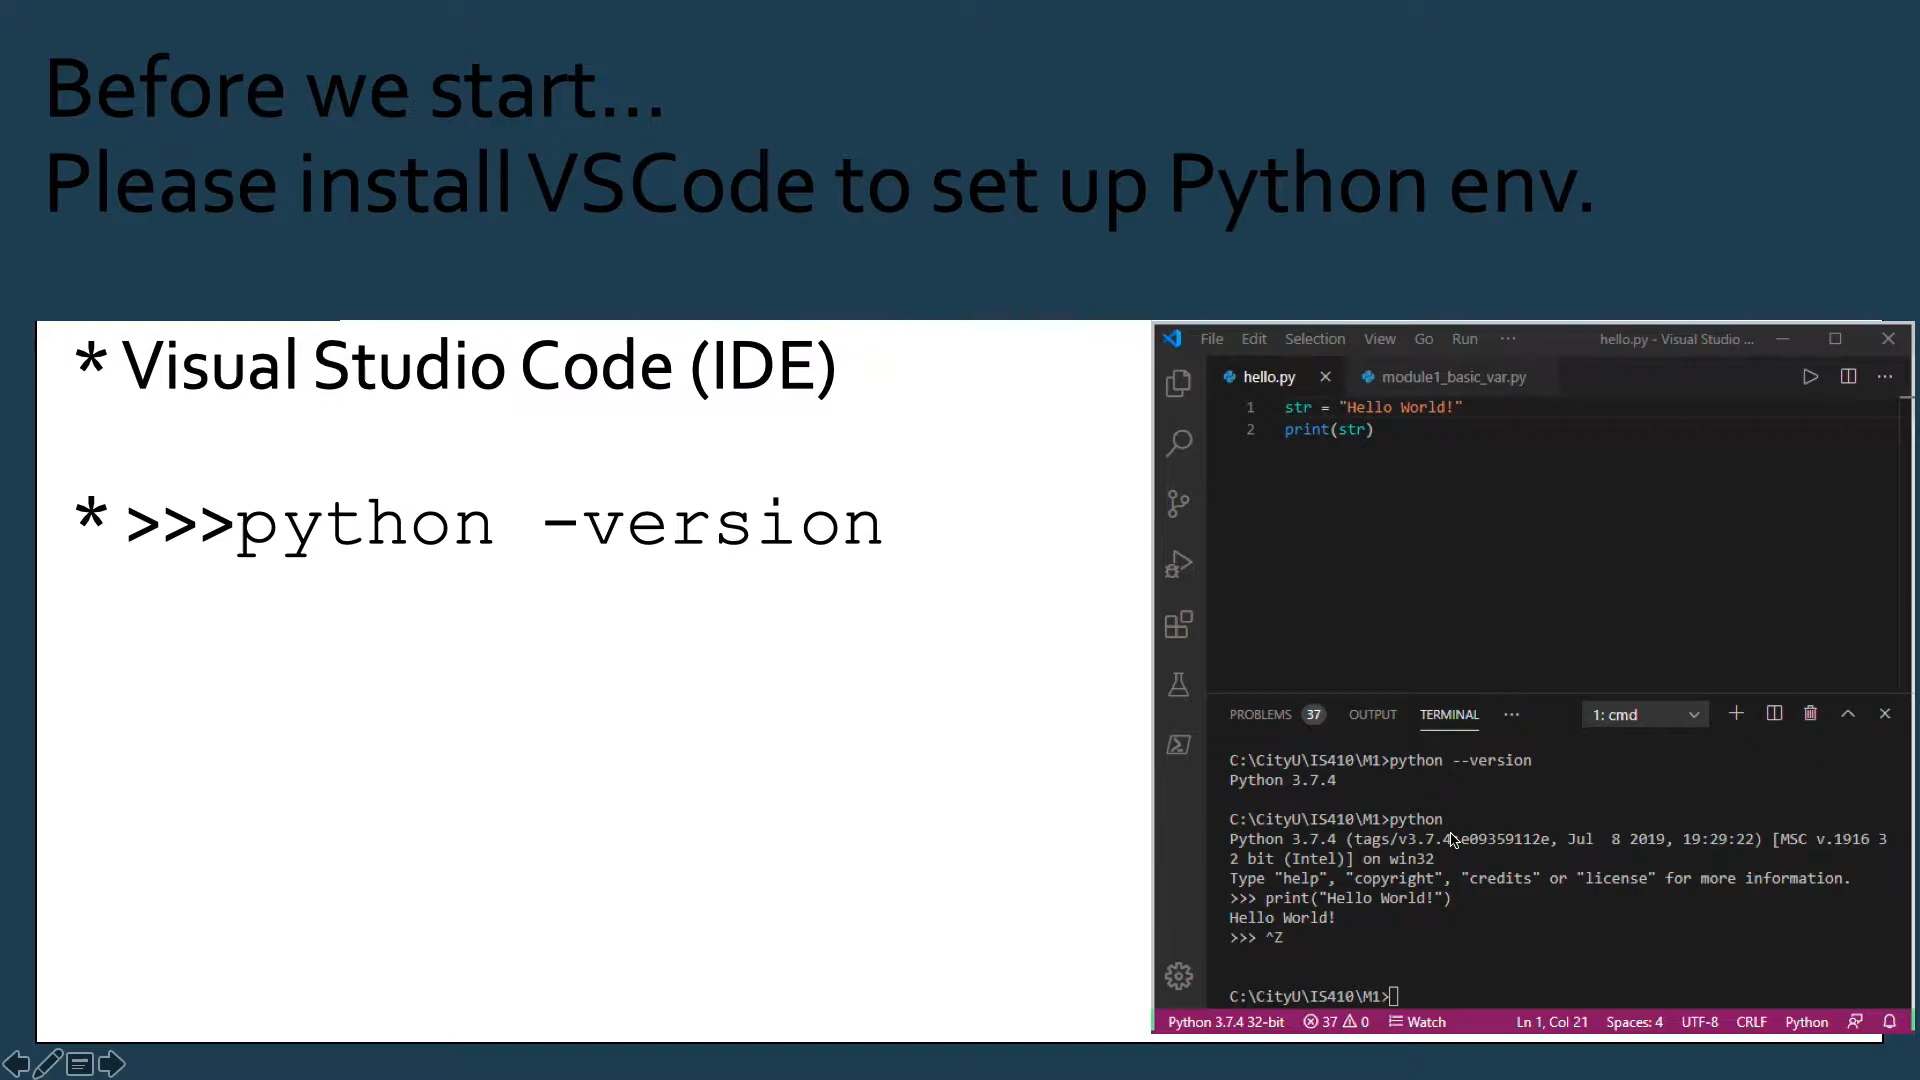 Before we start...
Please install VSCode to set up Python env.
* Visual Studio Code (IDE)
* >>>python –version
File Edit Selection View Go Run ··· hello.py - Visual Studio ...
hello.py module1_basic_var.py ···
1 str = "Hello World!"
2 print(str)
PROBLEMS 37 OUTPUT TERMINAL ··· 1: cmd
C:\CityU\IS410\M1>python --version
Python 3.7.4
C:\CityU\IS410\M1>python
Python 3.7.4 (tags/v3.7.4:e09359112e, Jul 8 2019, 19:29:22) [MSC v.1916 3
2 bit (Intel)] on win32
Type "help", "copyright", "credits" or "license" for more information.
>>> print("Hello World!")
Hello World!
>>> ^Z
C:\CityU\IS410\M1>
Python 3.7.4 32-bit 37 0 Watch Ln 1, Col 21 Spaces: 4 UTF-8 CRLF Python